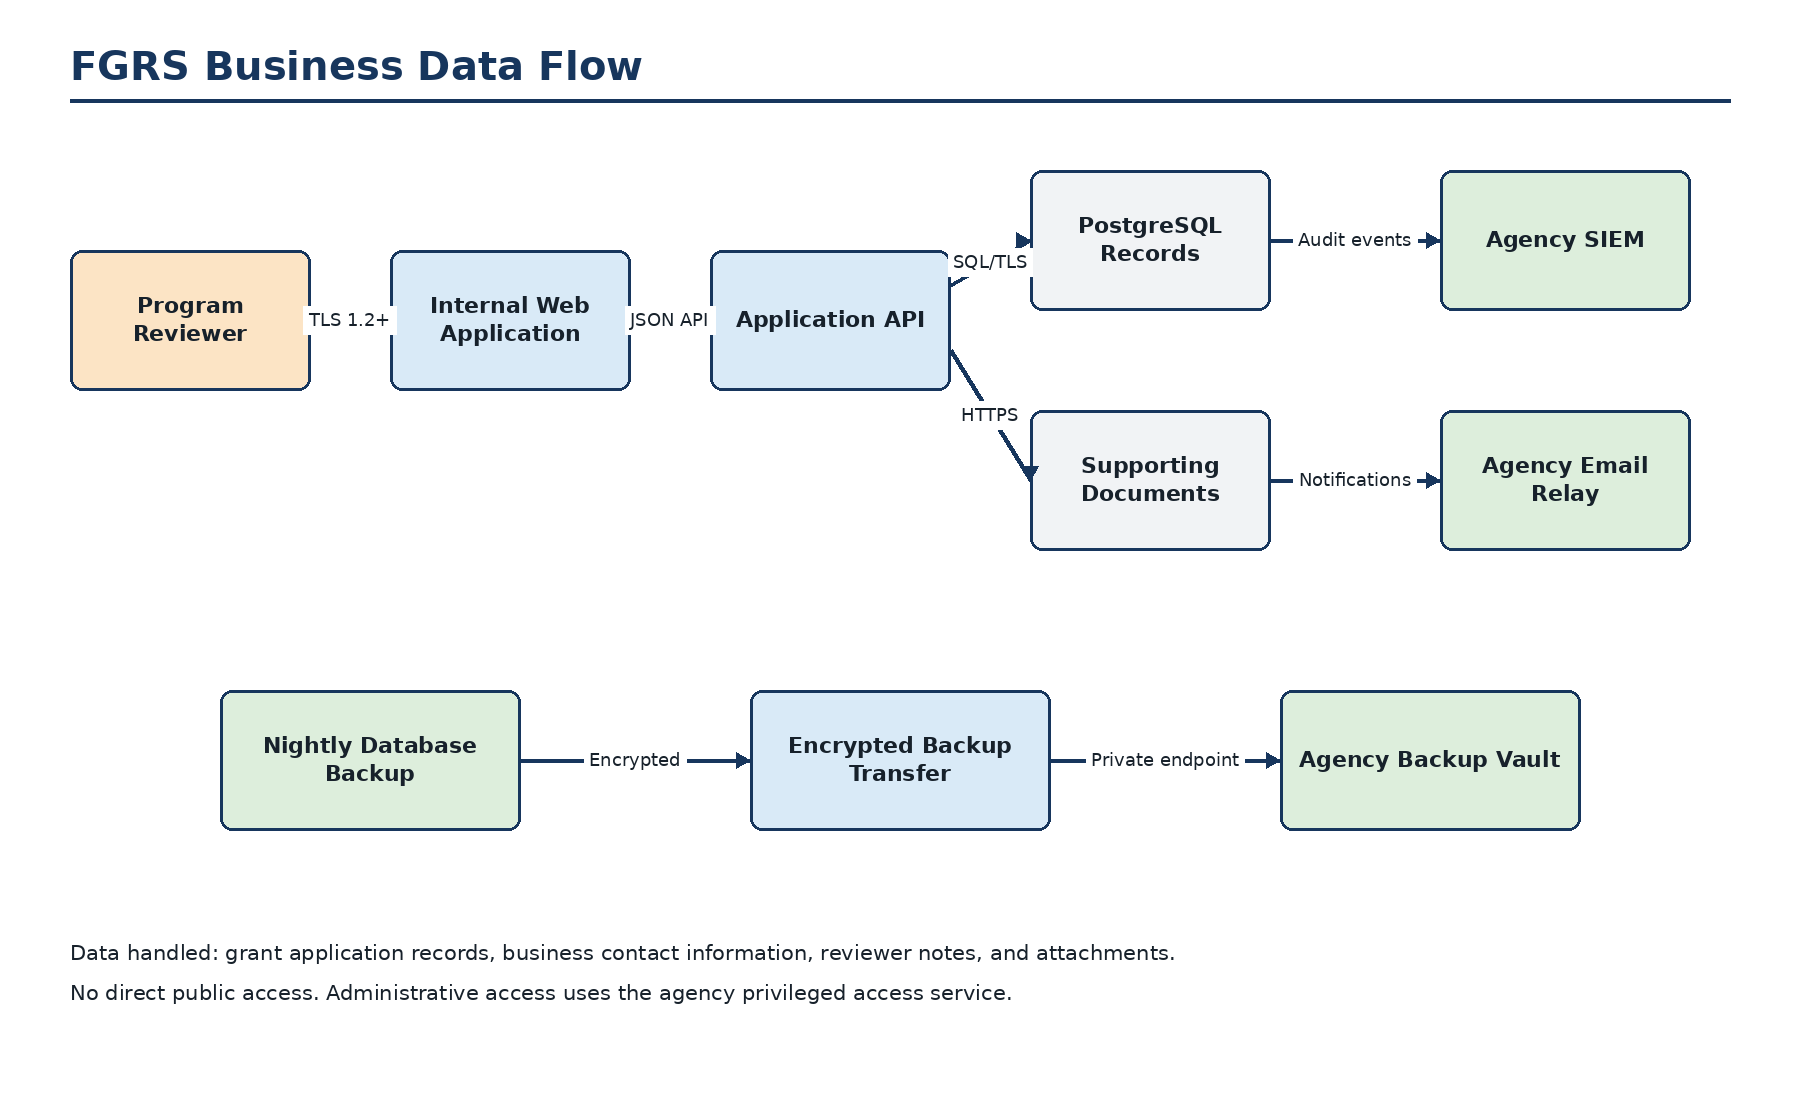 FGRS Business Data Flow
Program
Reviewer
TLS 1.2+
Internal Web
Application
JSON API
Application API
SQL/TLS
HTTPS
PostgreSQL
Records
Audit events
Agency SIEM
Supporting
Documents
Notifications
Agency Email
Relay
Nightly Database
Backup
Encrypted
Encrypted Backup
Transfer
Private endpoint
Agency Backup Vault
Data handled: grant application records, business contact information, reviewer notes, and attachments.
No direct public access. Administrative access uses the agency privileged access service.